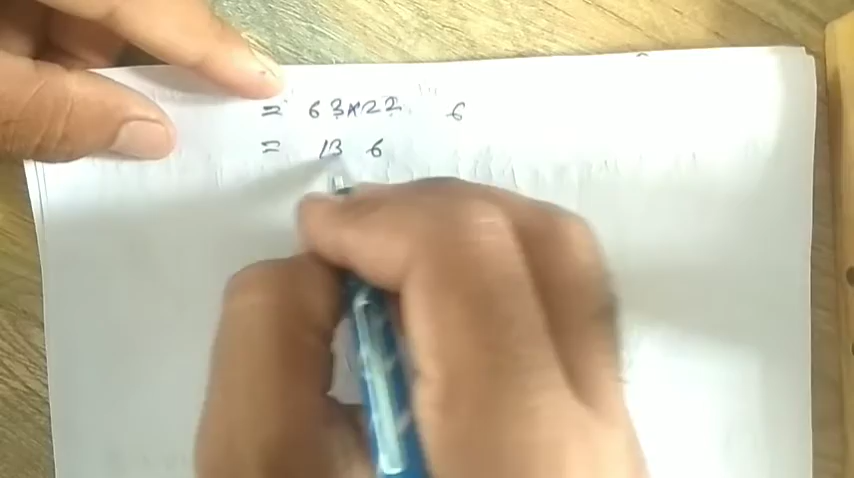 = 63×22 6
= 13 6